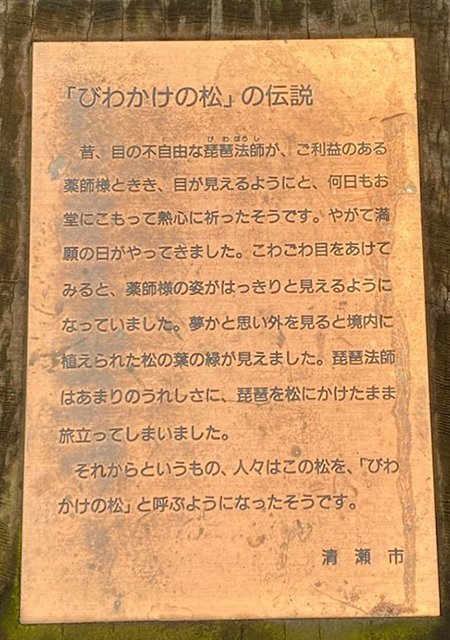 「びわかけの松」の伝説
びわほうし
昔、目の不自由な琵琶法師が、ご利益のある
薬師様ときき、目が見えるようにと、何日もお
堂にこもって熱心に祈ったそうです。やがて満
願の日がやってきました。こわごわ目をあけて
みると、薬師様の姿がはっきりと見えるように
なっていました。夢かと思い外を見ると境内に
植えられた松の葉の緑が見えました。琵琶法師
はあまりのうれしさに、琵琶を松にかけたまま
旅立ってしまいました。
それからというもの、人々はこの松を、「びわ
かけの松」と呼ぶようになったそうです。
清瀬市